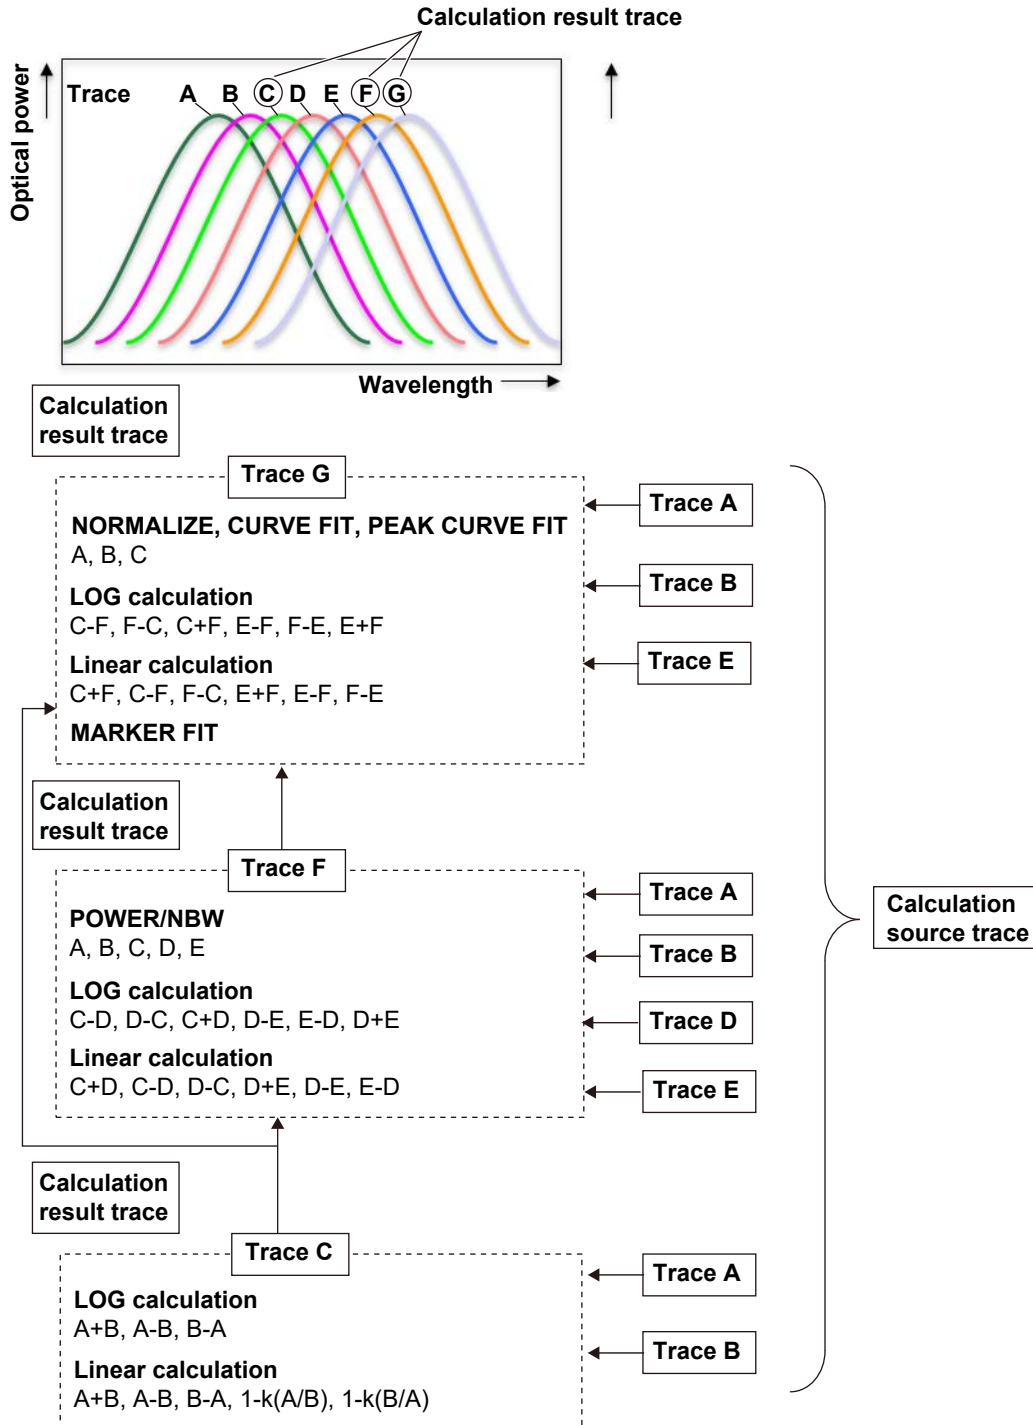 Calculation result trace
Optical power
Trace
A B C D E F G
Wavelength
Calculation
result trace
Trace G
NORMALIZE, CURVE FIT, PEAK CURVE FIT
A, B, C
LOG calculation
C-F, F-C, C+F, E-F, F-E, E+F
Linear calculation
C+F, C-F, F-C, E+F, E-F, F-E
MARKER FIT
Trace A
Trace B
Trace E
Calculation
result trace
Trace F
POWER/NBW
A, B, C, D, E
LOG calculation
C-D, D-C, C+D, D-E, E-D, D+E
Linear calculation
C+D, C-D, D-C, D+E, D-E, E-D
Trace A
Trace B
Trace D
Trace E
Calculation
source trace
Calculation
result trace
Trace C
LOG calculation
A+B, A-B, B-A
Linear calculation
A+B, A-B, B-A, 1-k(A/B), 1-k(B/A)
Trace A
Trace B